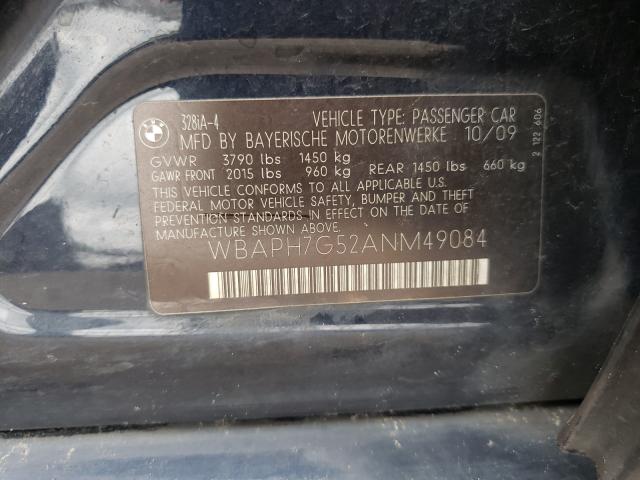 BMW
328iA-4 VEHICLE TYPE: PASSENGER CAR
MFD BY BAYERISCHE MOTORENWERKE 10/09
GVWR 3790 lbs 1450 kg
GAWR FRONT 2015 lbs 960 kg REAR 1450 lbs 660 kg
THIS VEHICLE CONFORMS TO ALL APPLICABLE U.S.
FEDERAL MOTOR VEHICLE SAFETY, BUMPER, AND THEFT
PREVENTION STANDARDS IN EFFECT ON THE DATE OF
MANUFACTURE SHOWN ABOVE.
WBAPH7G52ANM49084
2 122 606